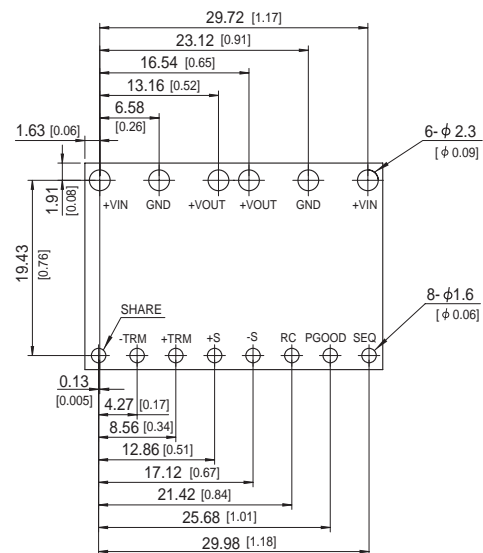 29.72 [1.17]
23.12 [0.91]
16.54 [0.65]
13.16 [0.52]
6.58
[0.26]
1.63 [0.06]
6-ϕ 2.3
[ϕ 0.09]
1.91
[0.08]
+VIN GND +VOUT +VOUT GND +VIN
19.43
[0.76]
8-ϕ1.6
[ϕ 0.06]
SHARE
-TRM +TRM +S -S RC PGOOD SEQ
0.13
[0.005]
4.27 [0.17]
8.56 [0.34]
12.86 [0.51]
17.12 [0.67]
21.42 [0.84]
25.68 [1.01]
29.98 [1.18]